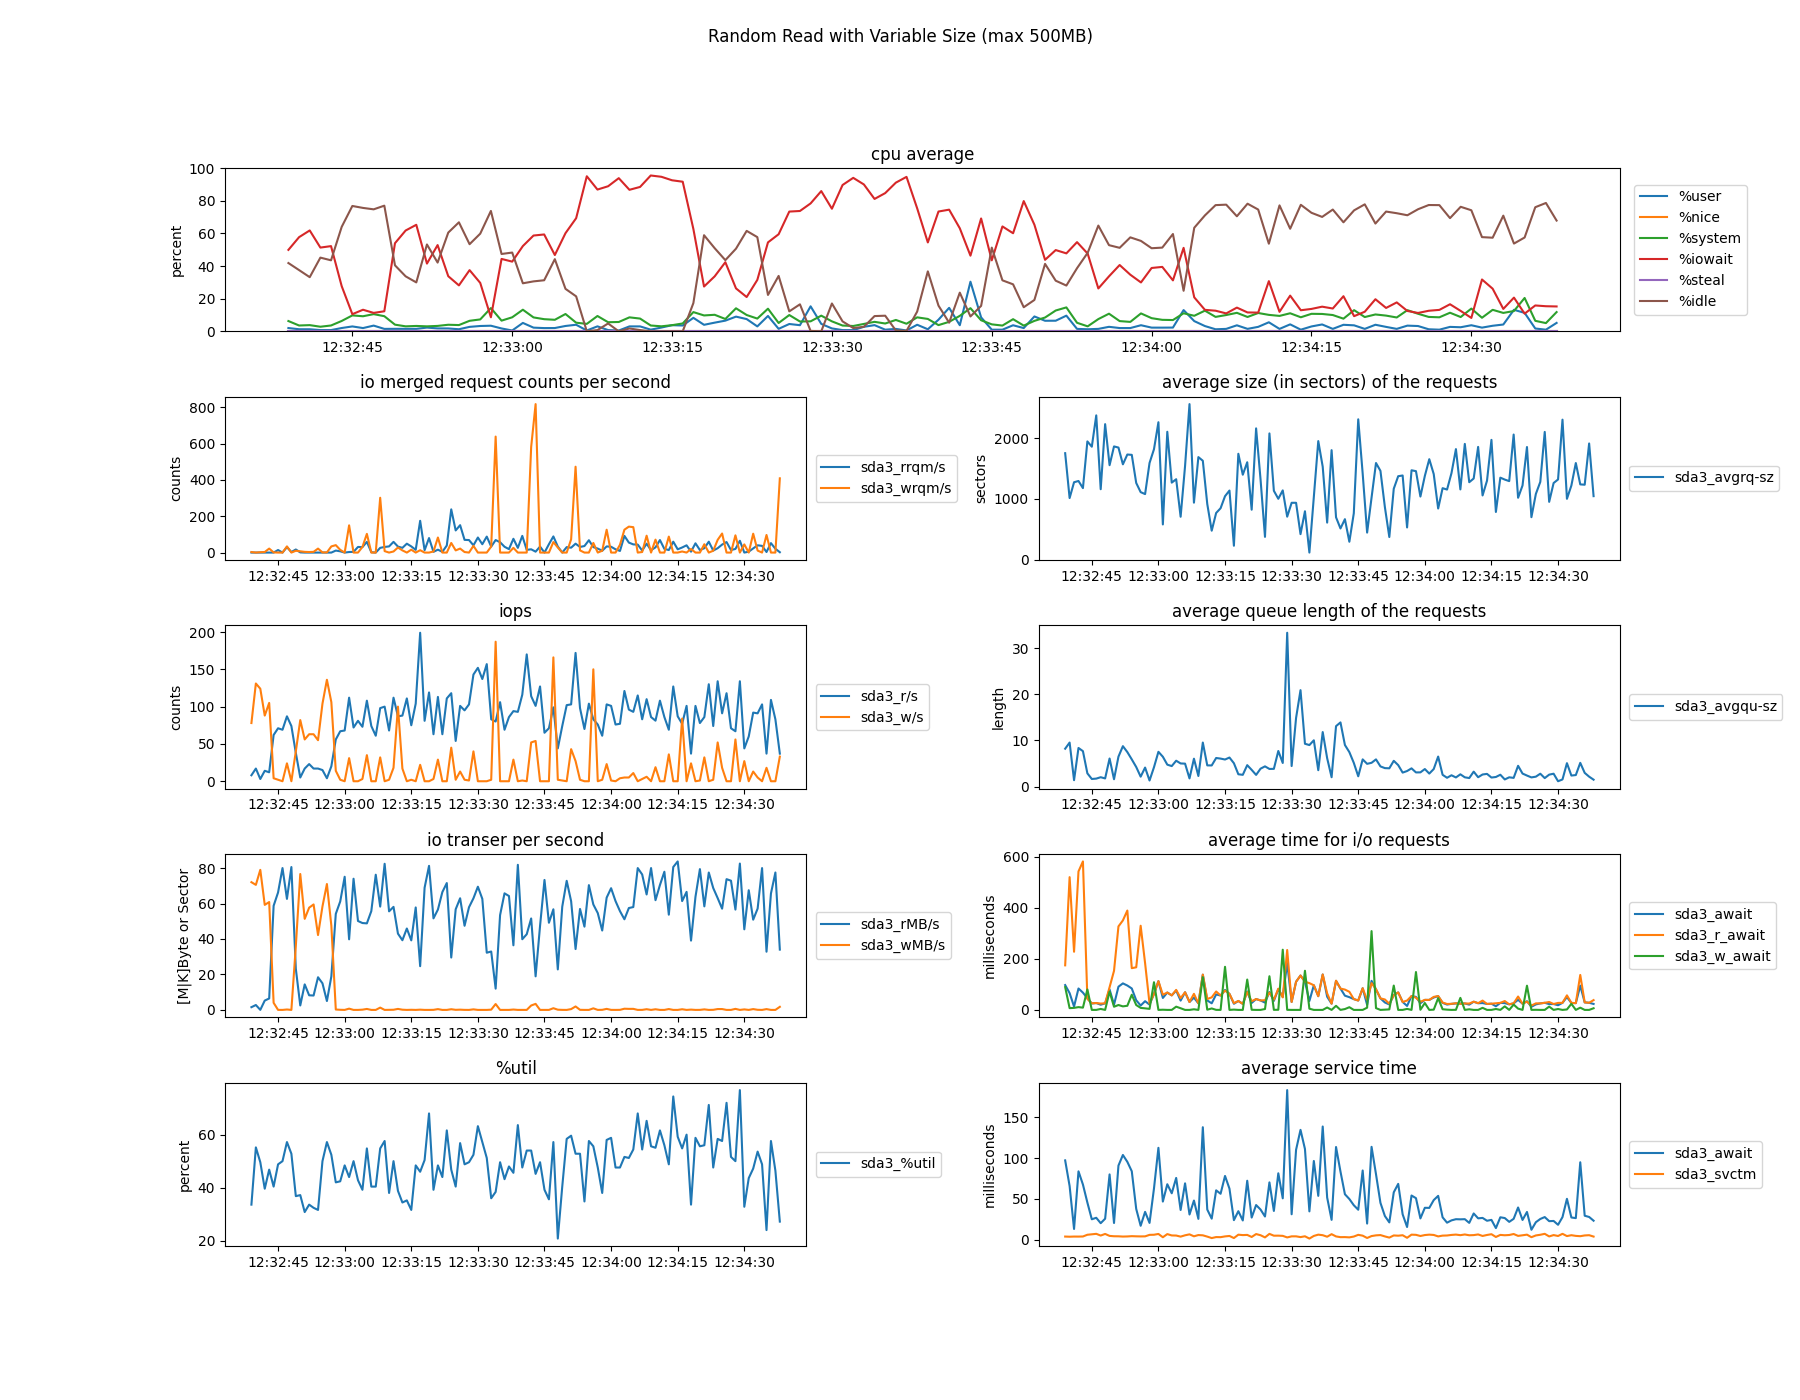 Random Read with Variable Size (max 500MB)
cpu average
percent
100
80
60
40
20
0
12:32:45 12:33:00 12:33:15 12:33:30 12:33:45 12:34:00 12:34:15 12:34:30
%user
%nice
%system
%iowait
%steal
%idle
io merged request counts per second
counts
800
600
400
200
0
12:32:45 12:33:00 12:33:15 12:33:30 12:33:45 12:34:00 12:34:15 12:34:30
sda3_rrqm/s
sda3_wrqm/s
average size (in sectors) of the requests
sectors
2000
1000
0
12:32:45 12:33:00 12:33:15 12:33:30 12:33:45 12:34:00 12:34:15 12:34:30
sda3_avgrq-sz
iops
counts
200
150
100
50
0
12:32:45 12:33:00 12:33:15 12:33:30 12:33:45 12:34:00 12:34:15 12:34:30
sda3_r/s
sda3_w/s
average queue length of the requests
length
30
20
10
0
12:32:45 12:33:00 12:33:15 12:33:30 12:33:45 12:34:00 12:34:15 12:34:30
sda3_avgqu-sz
io transer per second
[M|K]Byte or Sector
80
60
40
20
0
12:32:45 12:33:00 12:33:15 12:33:30 12:33:45 12:34:00 12:34:15 12:34:30
sda3_rMB/s
sda3_wMB/s
average time for i/o requests
milliseconds
600
400
200
0
12:32:45 12:33:00 12:33:15 12:33:30 12:33:45 12:34:00 12:34:15 12:34:30
sda3_await
sda3_r_await
sda3_w_await
%util
percent
60
40
20
12:32:45 12:33:00 12:33:15 12:33:30 12:33:45 12:34:00 12:34:15 12:34:30
sda3_%util
average service time
milliseconds
150
100
50
0
12:32:45 12:33:00 12:33:15 12:33:30 12:33:45 12:34:00 12:34:15 12:34:30
sda3_await
sda3_svctm